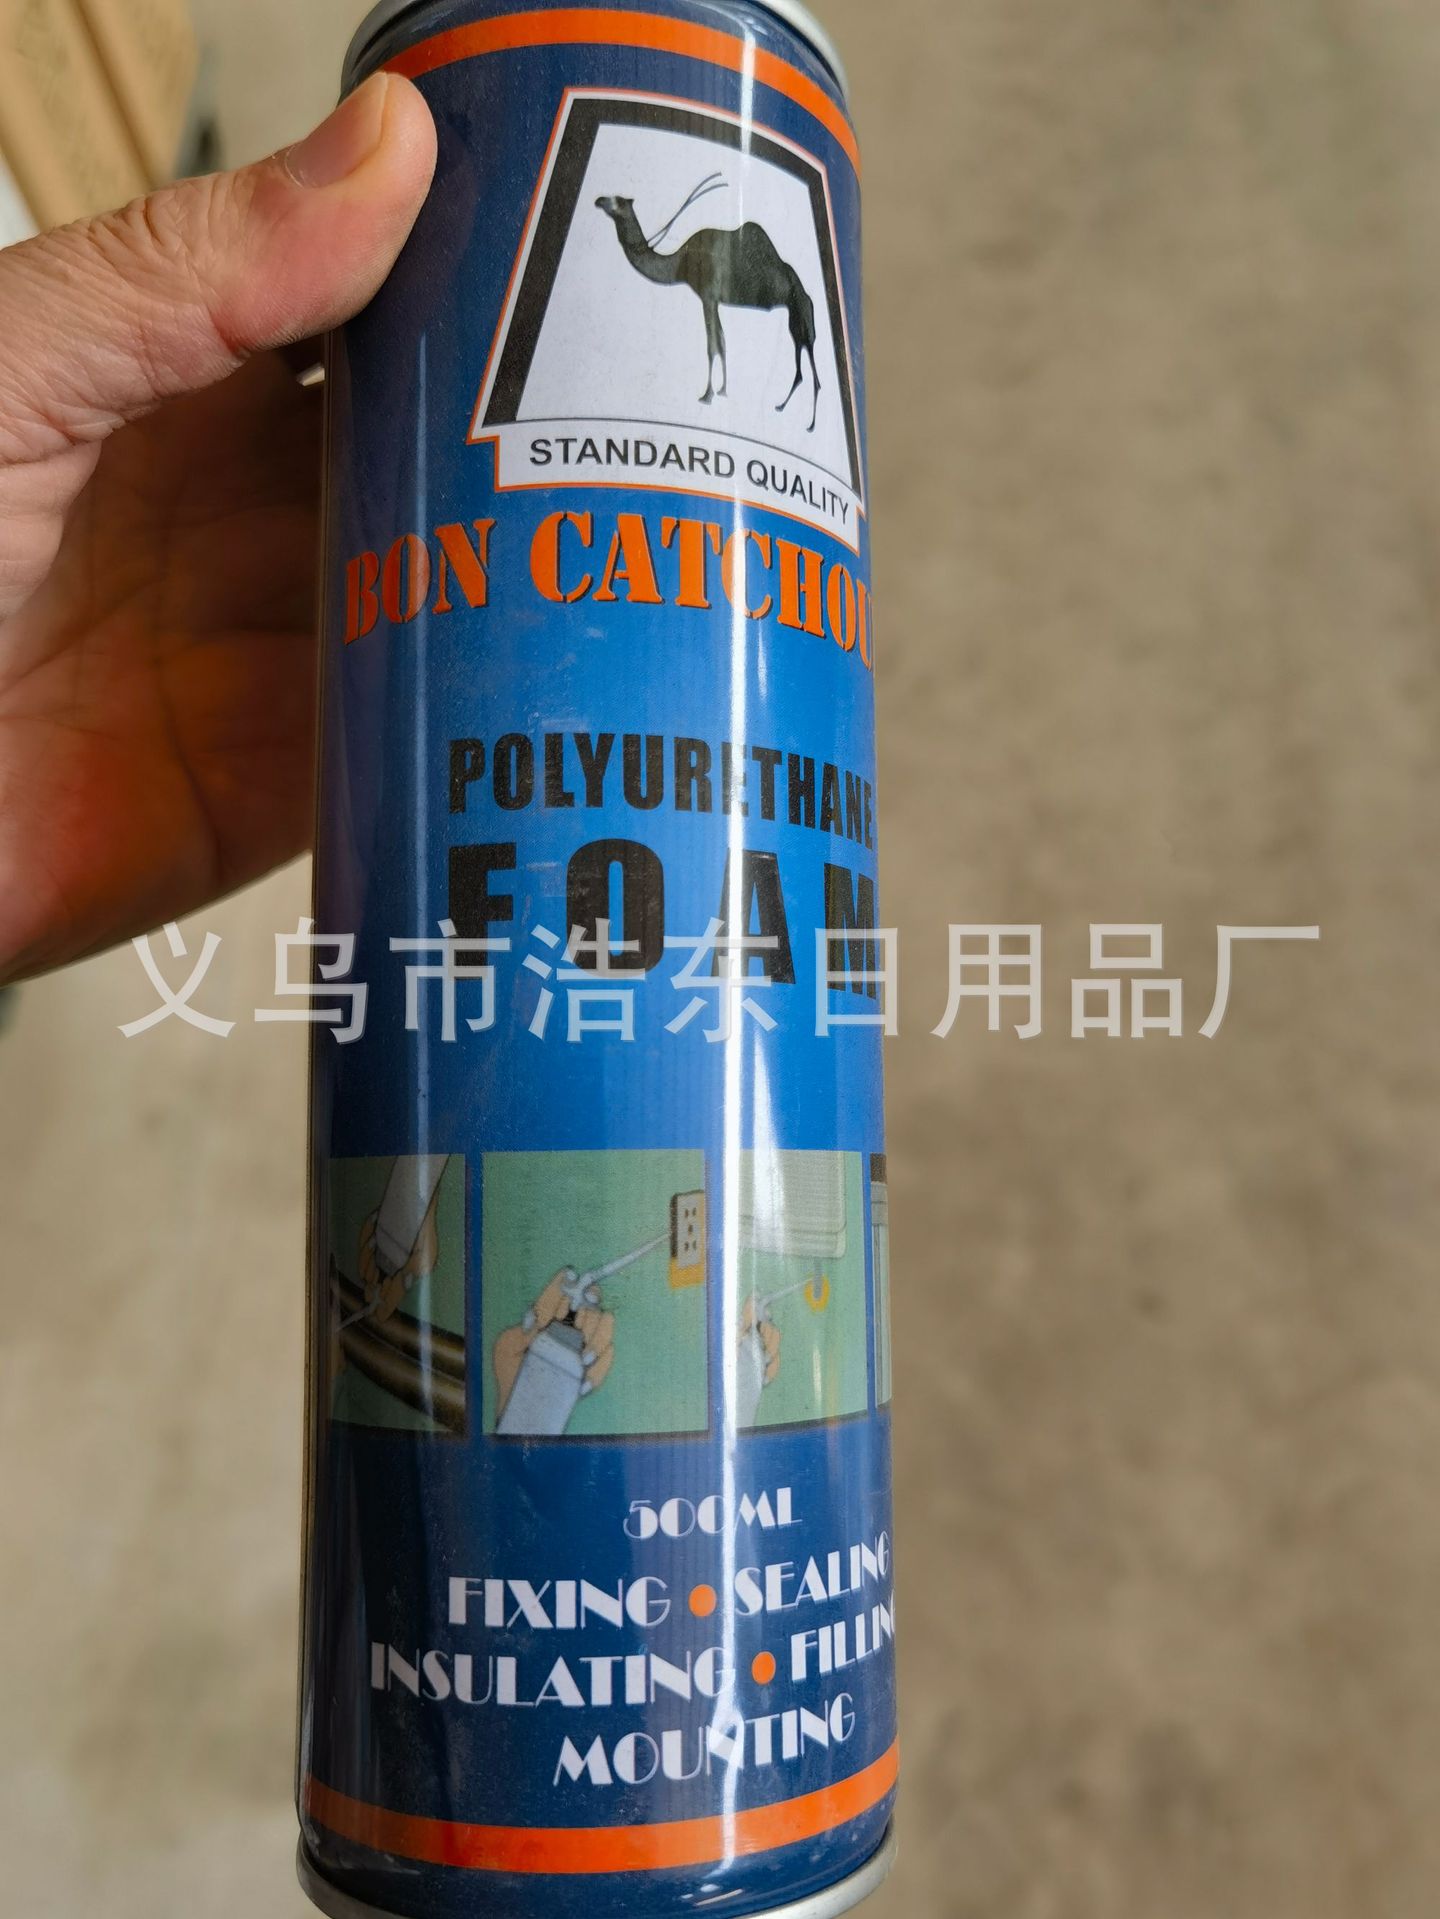 STANDARD QUALITY
BON CATCHOU
POLYURETHANE
FOAM
义乌市浩东日用品厂
500ML
FIXING • SEALING
INSULATING • FILLING
MOUNTING